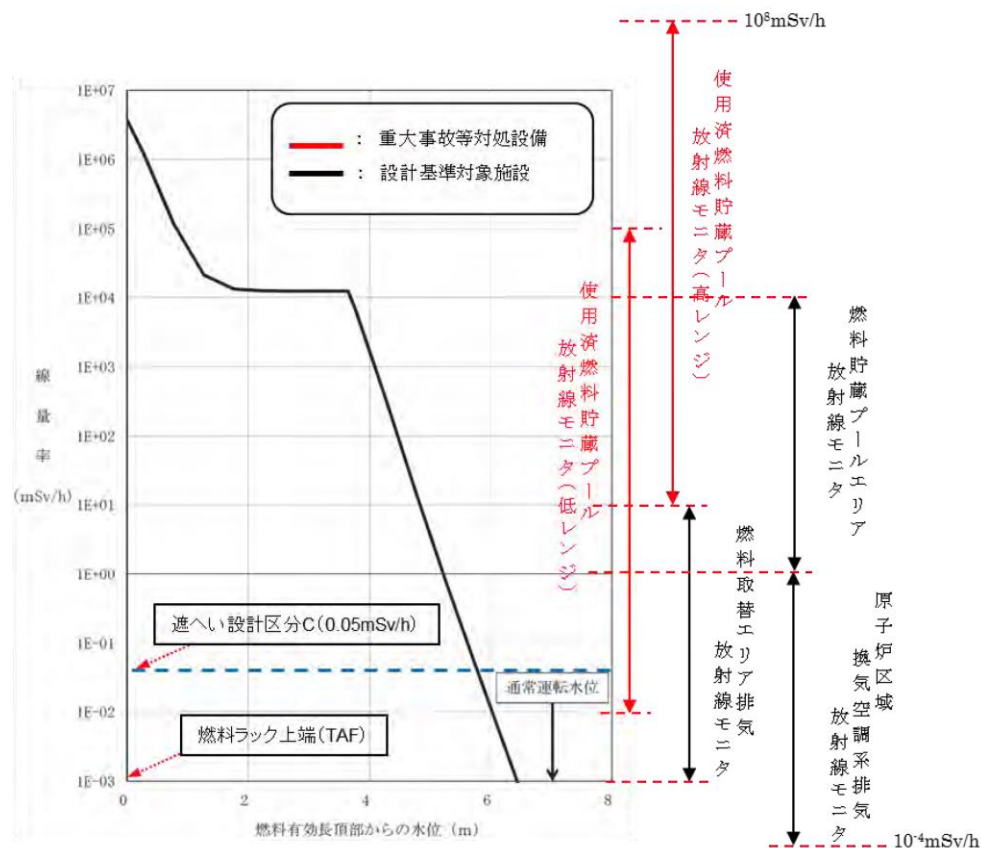 10⁸mSv/h
1E+07
1E+06
1E+05
1E+04
1E+03
1E+02
1E+01
1E+00
1E-01
1E-02
1E-03
線量率
(mSv/h)
：重大事故等対処設備
：設計基準対象施設
遮へい設計区分C(0.05mSv/h)
燃料ラック上端(TAF)
通常運転水位
0
2
4
6
8
燃料有効長頂部からの水位（m）
使用済燃料貯蔵プール
放射線モニタ(高レンジ)
使用済燃料貯蔵プール
放射線モニタ(低レンジ)
燃料貯蔵プールエリア
放射線モニタ
燃料取替エリア排気
放射線モニタ
原子炉区域
換気空調系排気
放射線モニタ
10⁻⁴mSv/h